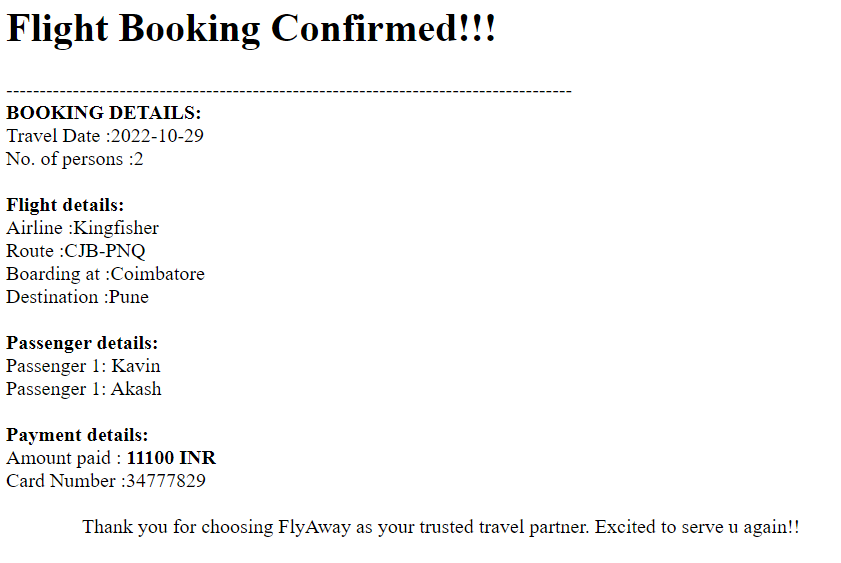 Flight Booking Confirmed!!!
-------------------------------------------------------------------------------------
BOOKING DETAILS:
Travel Date :2022-10-29
No. of persons :2
Flight details:
Airline :Kingfisher
Route :CJB-PNQ
Boarding at :Coimbatore
Destination :Pune
Passenger details:
Passenger 1: Kavin
Passenger 1: Akash
Payment details:
Amount paid : 11100 INR
Card Number :34777829
Thank you for choosing FlyAway as your trusted travel partner. Excited to serve u again!!